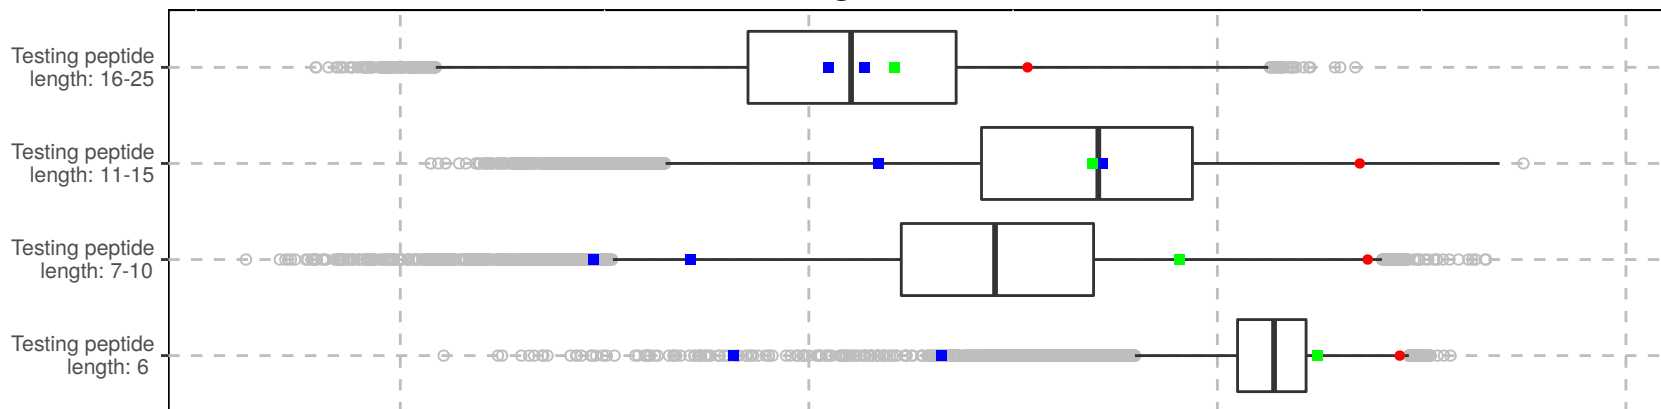 Testing peptide
length: 16-25
Testing peptide
length: 11-15
Testing peptide
length: 7-10
Testing peptide
length: 6